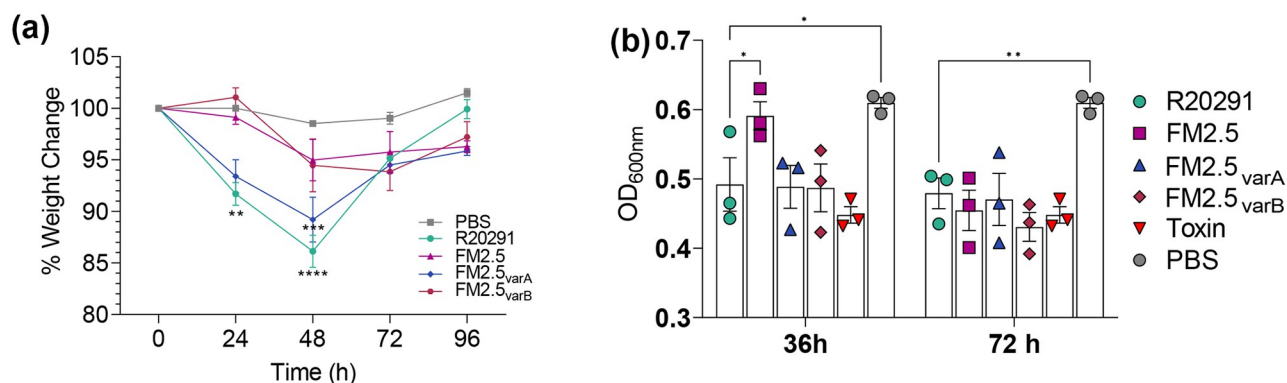 (a)
105
100
95
90
85
80
% Weight Change
**
***
****
PBS
R20291
FM2.5
FM2.5varA
FM2.5varB
0 24 48 72 96
Time (h)
(b)
0.7
0.6
0.5
0.4
0.3
OD600nm
*
*
**
36h 72 h
R20291
FM2.5
FM2.5varA
FM2.5varB
Toxin
PBS